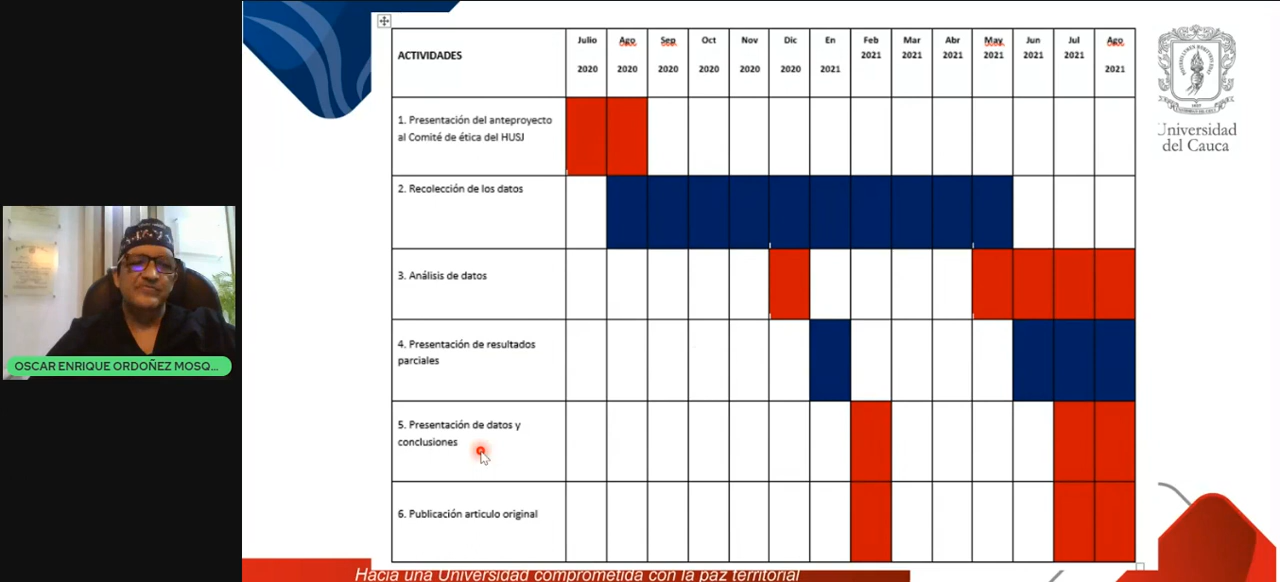 ACTIVIDADES
Julio 2020
Ago 2020
Sep 2020
Oct 2020
Nov 2020
Dic 2020
En 2021
Feb 2021
Mar 2021
Abr 2021
May 2021
Jun 2021
Jul 2021
Ago 2021
1. Presentación del anteproyecto
al Comité de ética del HUSJ
2. Recolección de los datos
3. Análisis de datos
4. Presentación de resultados
parciales
5. Presentación de datos y
conclusiones
6. Publicación articulo original
Universidad
del Cauca
OSCAR ENRIQUE ORDOÑEZ MOSQ...
Hacia una Universidad comprometida con la paz territorial